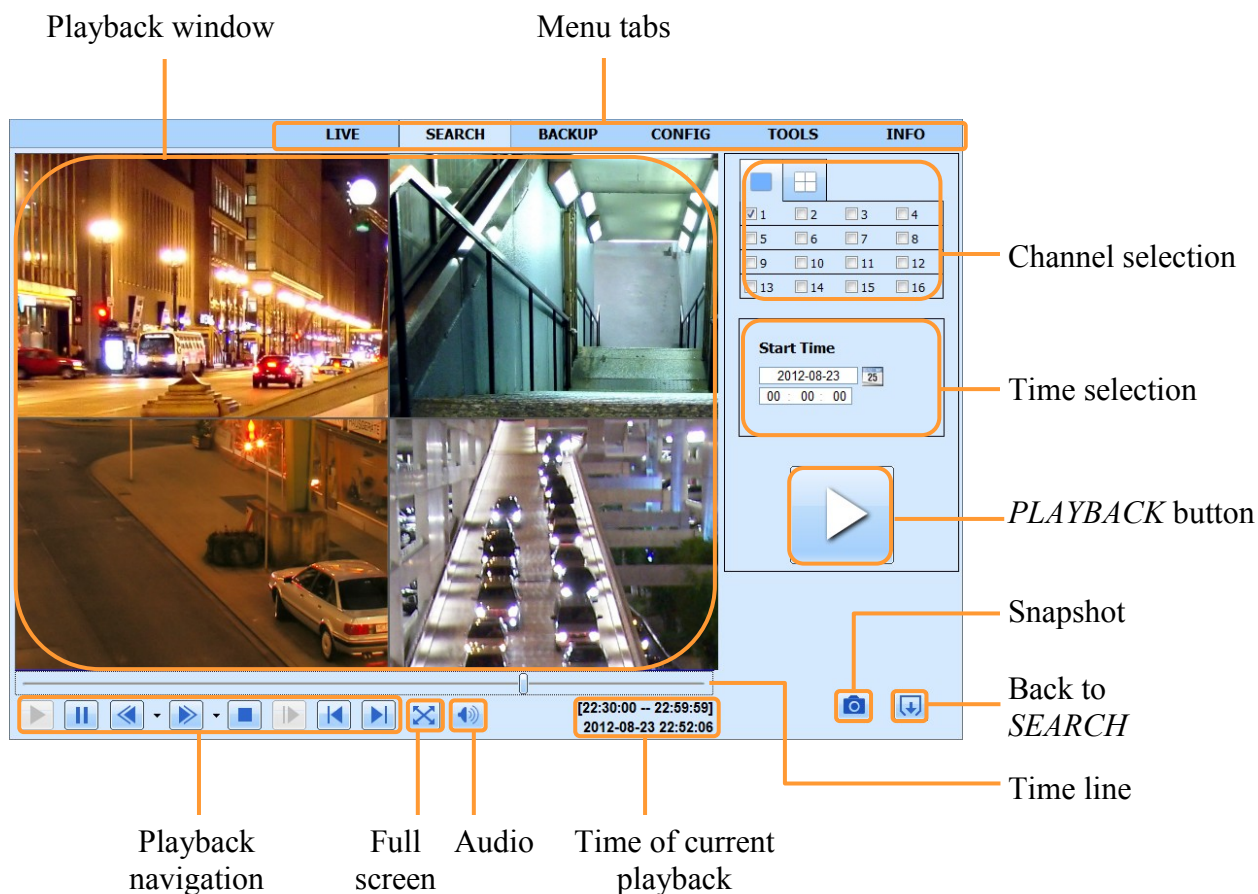 Playback window
Menu tabs
LIVE SEARCH BACKUP CONFIG TOOLS INFO
1 2 3 4
5 6 7 8
9 10 11 12
13 14 15 16
Channel selection
Start Time
2012-08-23 25
00 : 00 : 00
Time selection
PLAYBACK button
Snapshot
Back to
SEARCH
[22:30:00 -- 22:59:59]
2012-08-23 22:52:06
Time line
Playback
navigation
Full
screen
Audio
Time of current
playback